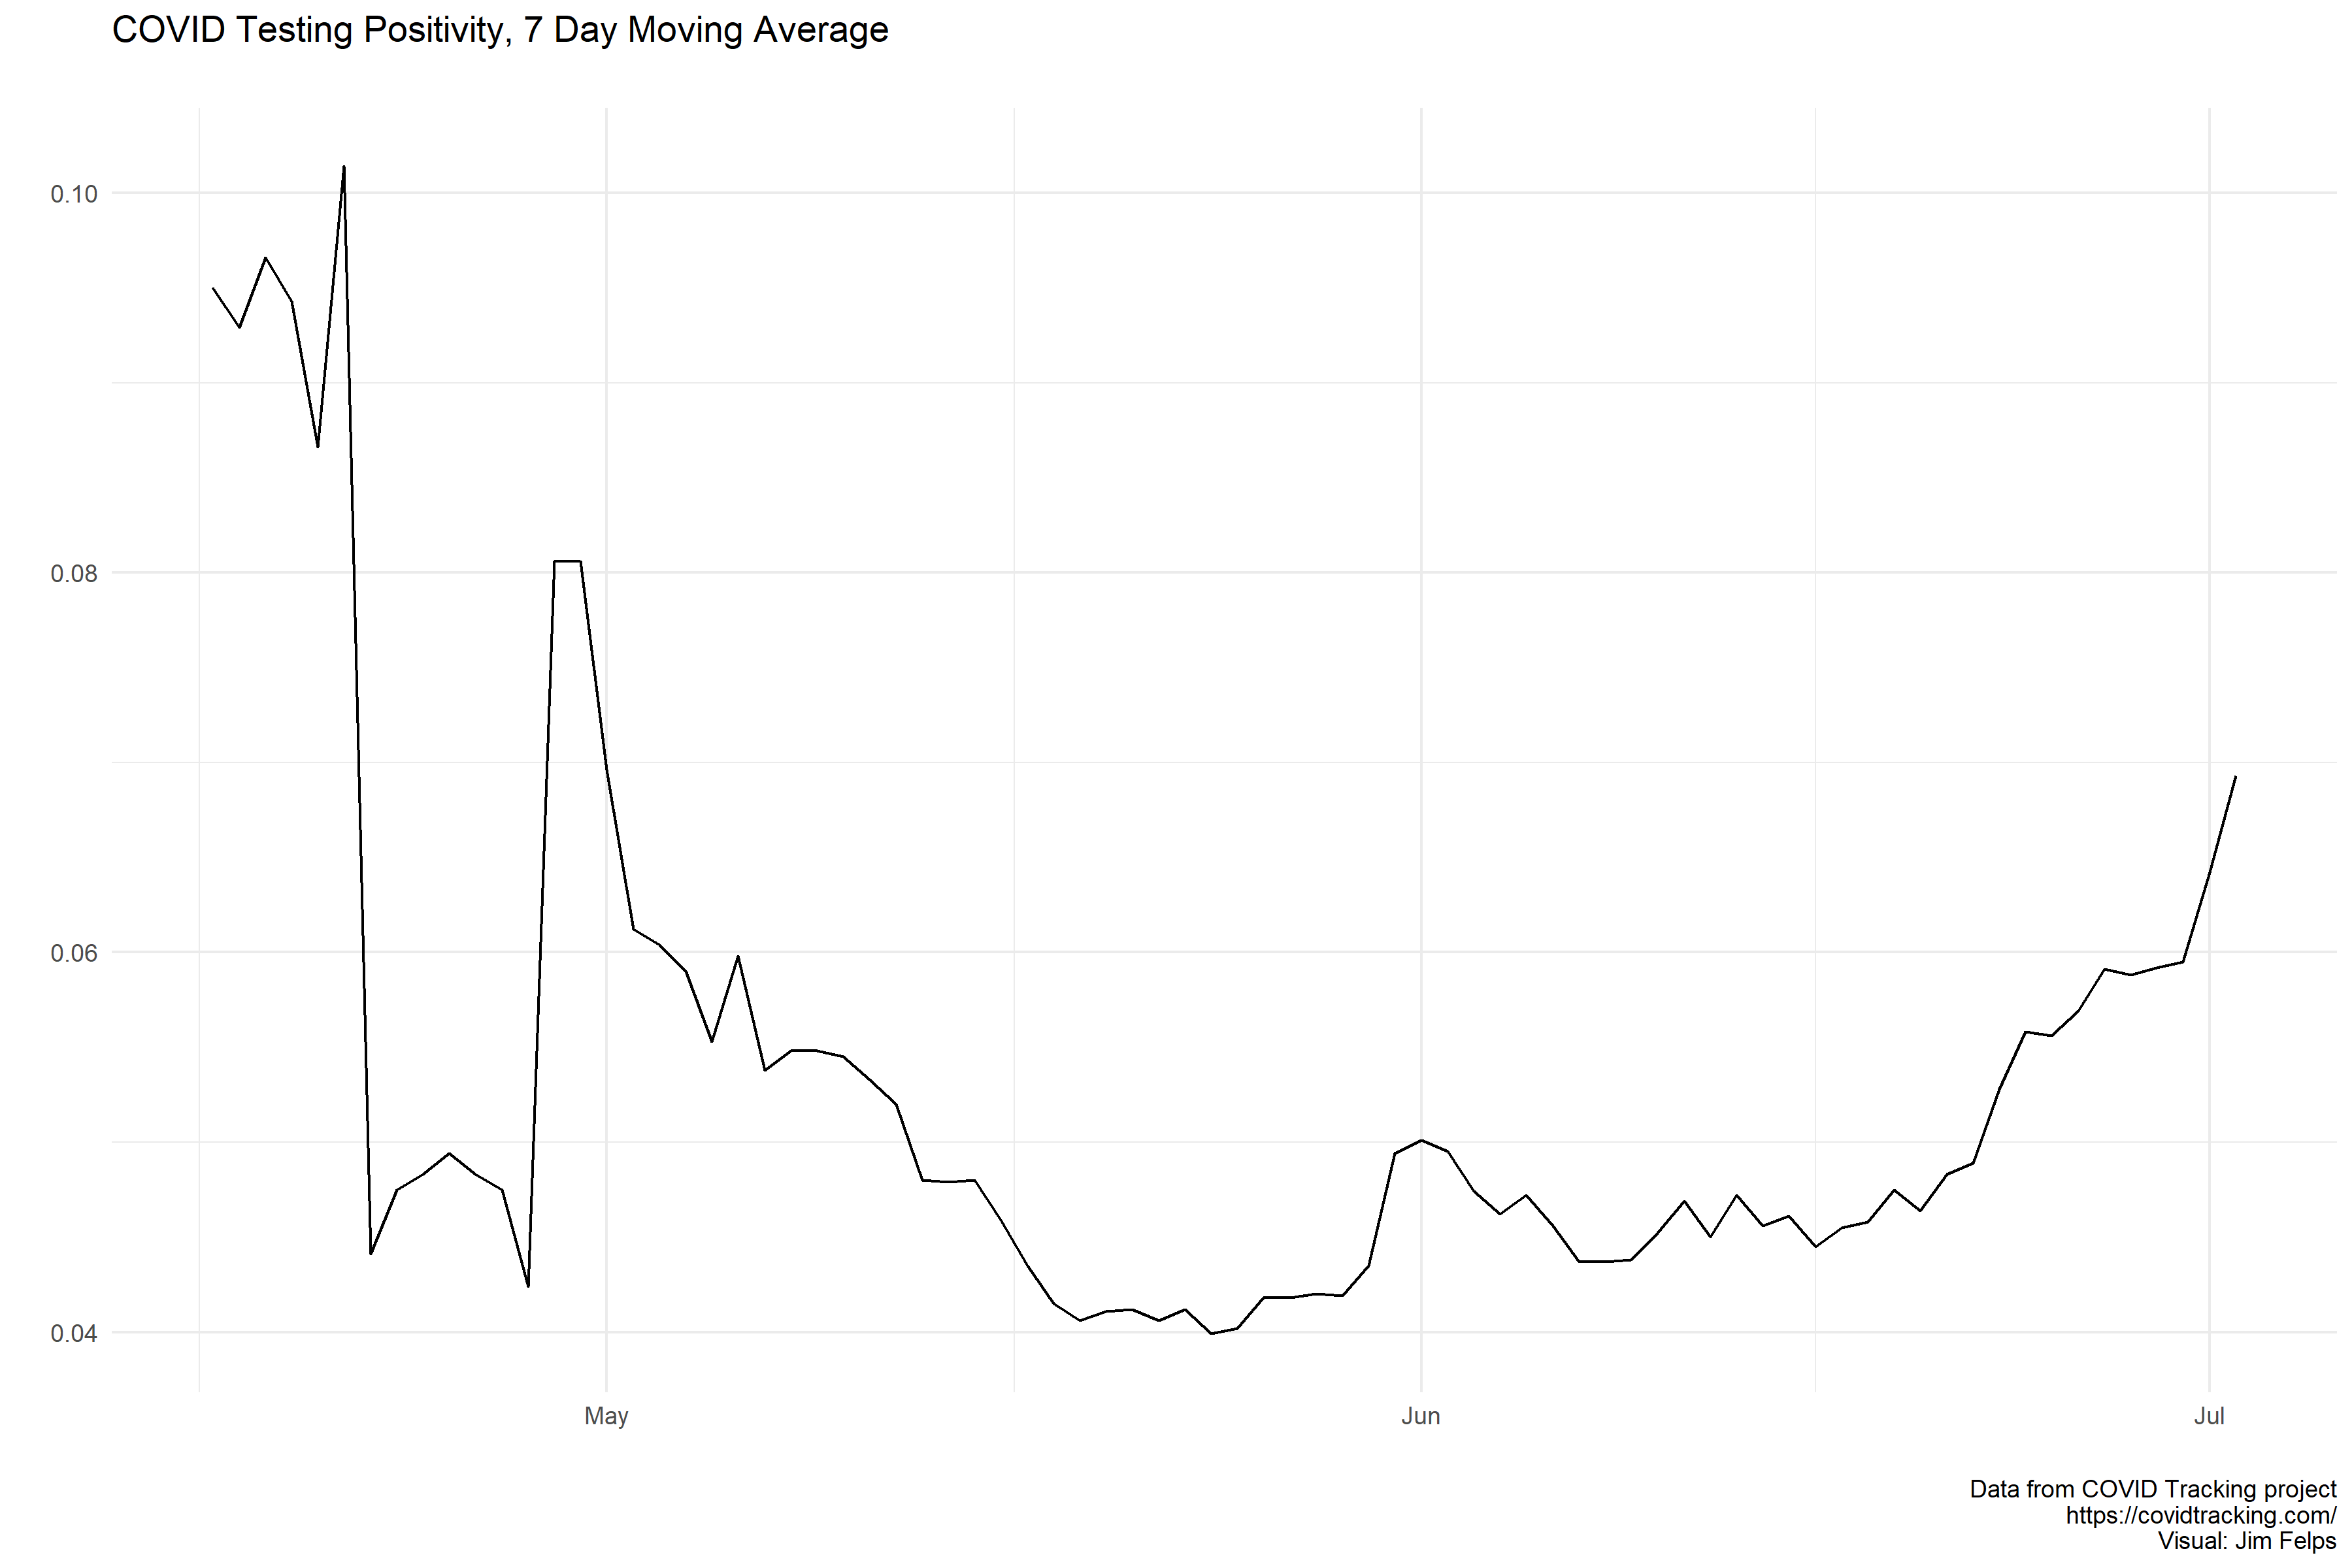 COVID Testing Positivity, 7 Day Moving Average
0.10
0.08
0.06
0.04
May Jun Jul
Data from COVID Tracking project
https://covidtracking.com/
Visual: Jim Felps